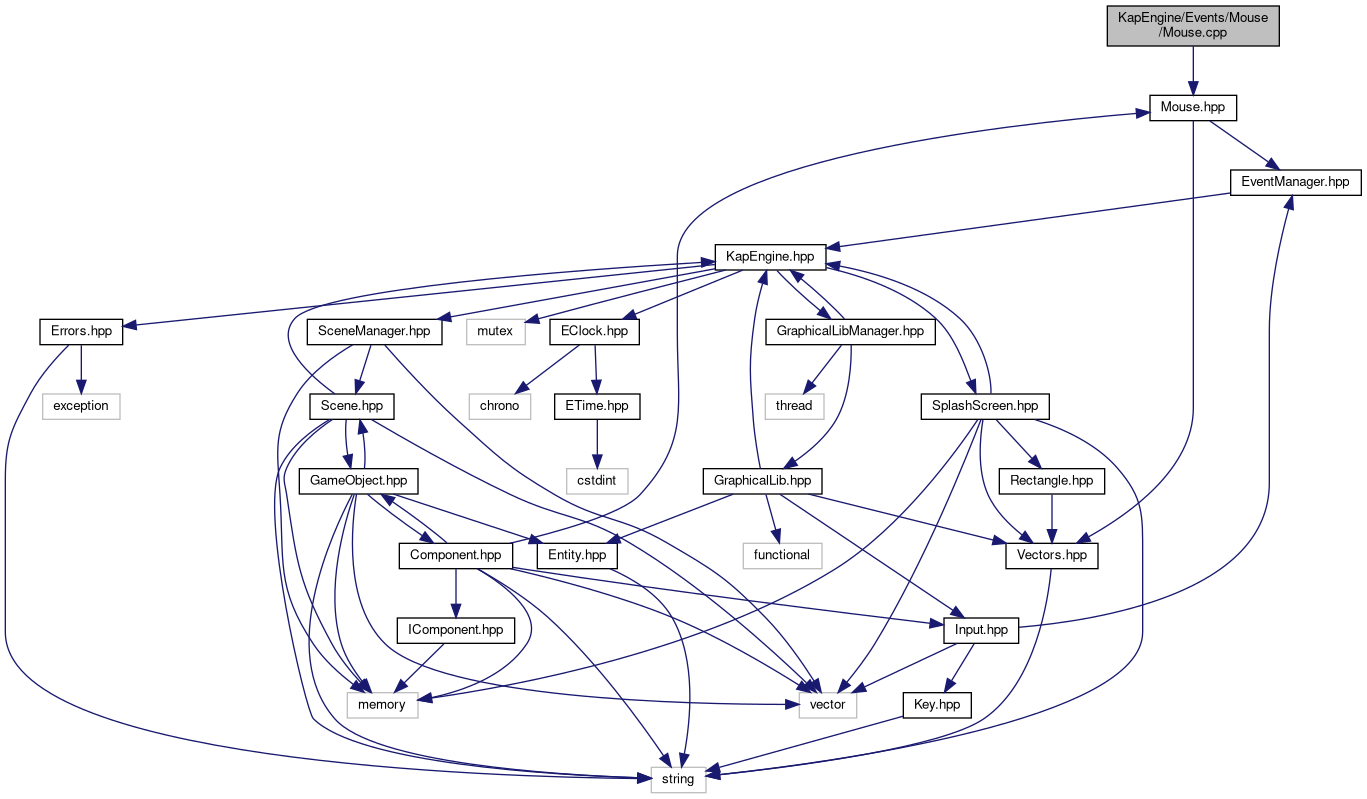 KapEngine/Events/Mouse
/Mouse.cpp
Mouse.hpp
EventManager.hpp
KapEngine.hpp
Errors.hpp
SceneManager.hpp
mutex
EClock.hpp
GraphicalLibManager.hpp
exception
Scene.hpp
chrono
ETime.hpp
thread
SplashScreen.hpp
GameObject.hpp
cstdint
GraphicalLib.hpp
Rectangle.hpp
Component.hpp
Entity.hpp
functional
Vectors.hpp
IComponent.hpp
Input.hpp
memory
vector
Key.hpp
string